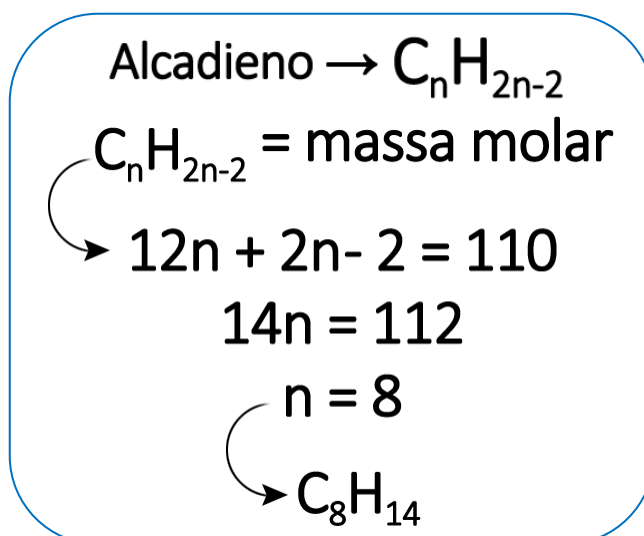 Alcadieno → CₙH₂ₙ₋₂
CₙH₂ₙ₋₂ = massa molar
12n + 2n- 2 = 110
14n = 112
n = 8
C₈H₁₄